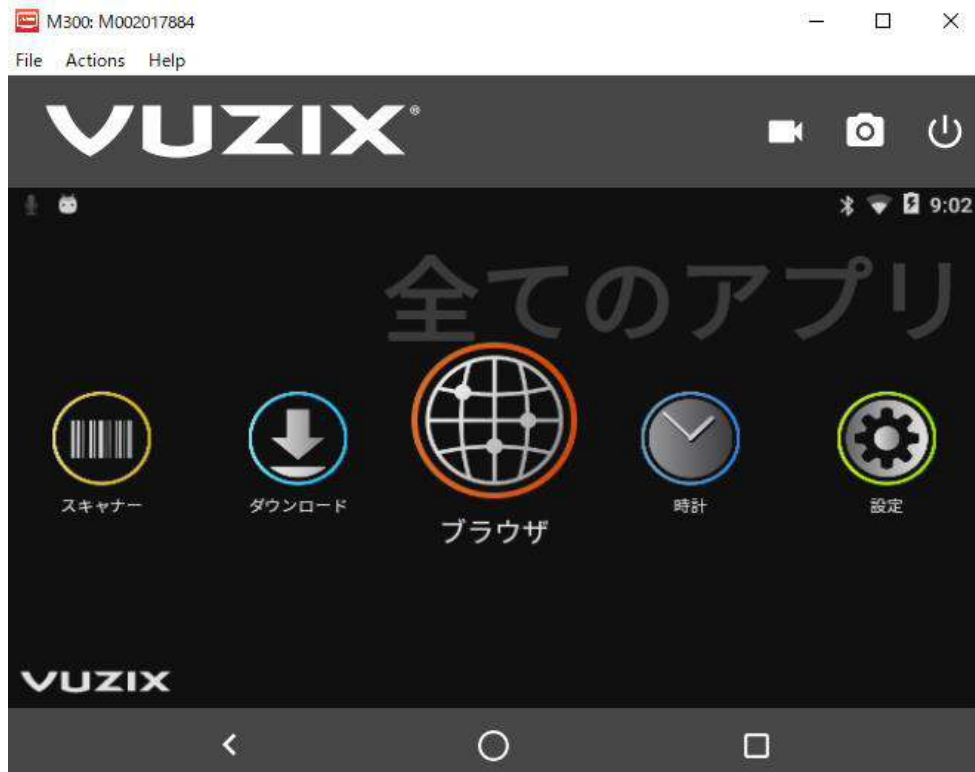 M300: M002017884
File Actions Help
VUZIX®
9:02
全てのアプリ
スキャナー
ダウンロード
ブラウザ
時計
設定
VUZIX